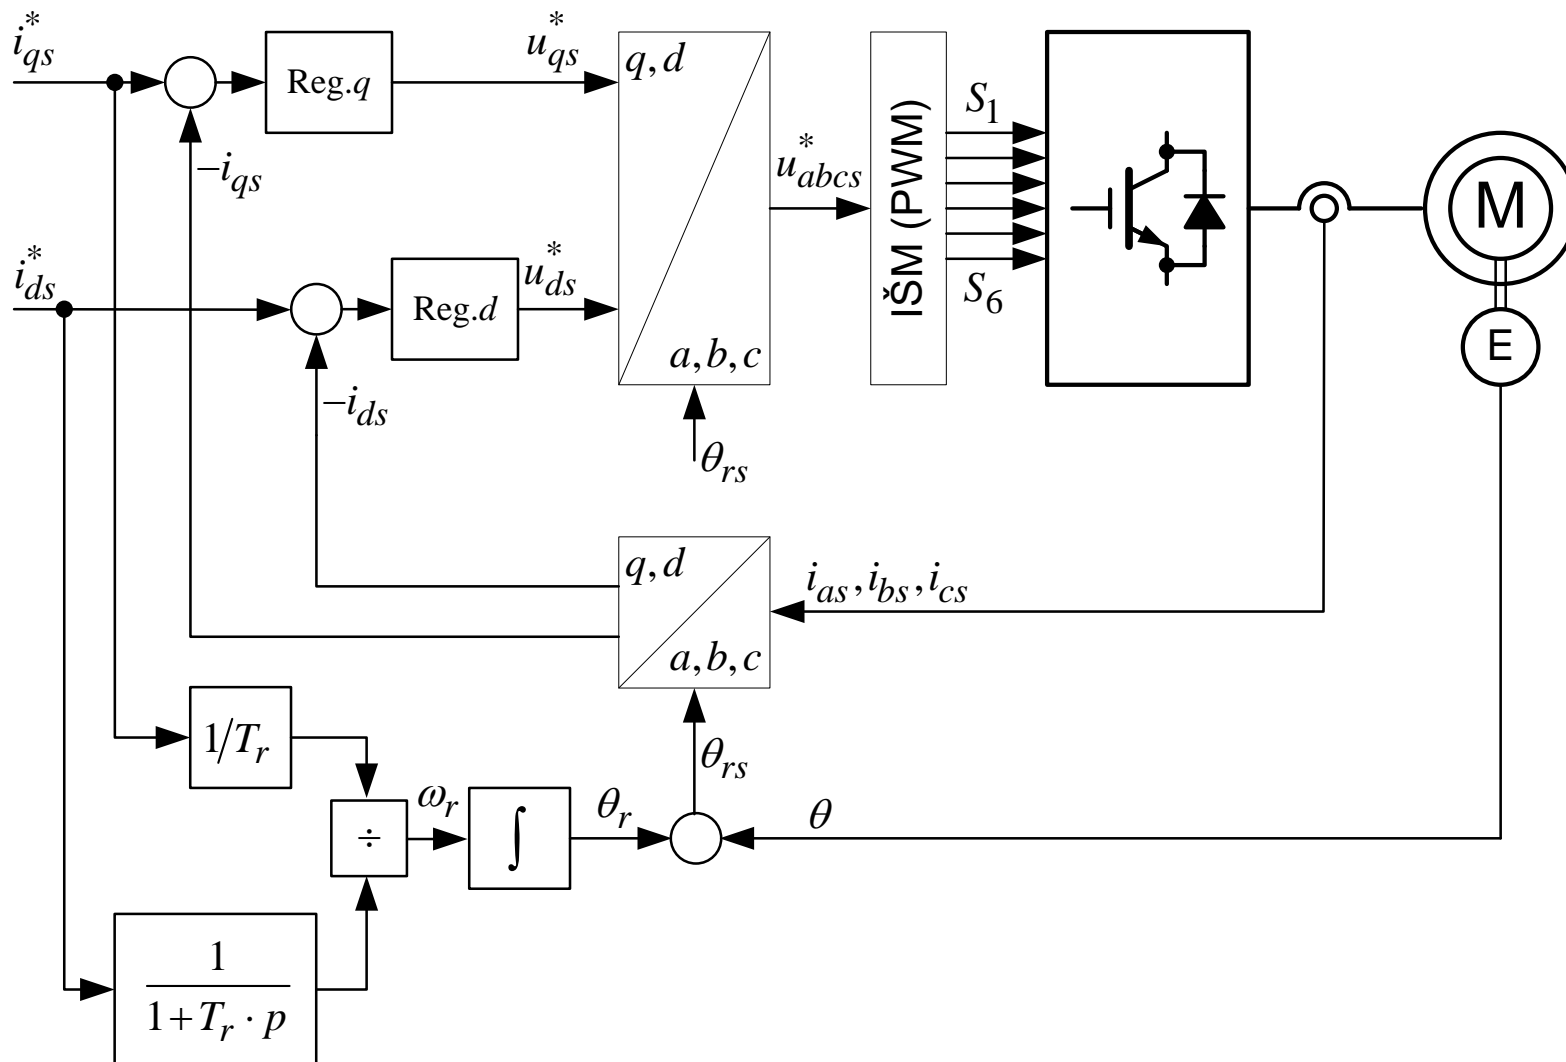 i*qs
Reg.q
u*qs
q,d
a,b,c
−iqs
i*ds
Reg.d
u*ds
−ids
θrs
u*abcs
IŠM (PWM)
S1
S6
M
E
q,d
a,b,c
ias,ibs,ics
1/Tr
θrs
ωr
÷
∫
θr
θ
1
1+Tr · p